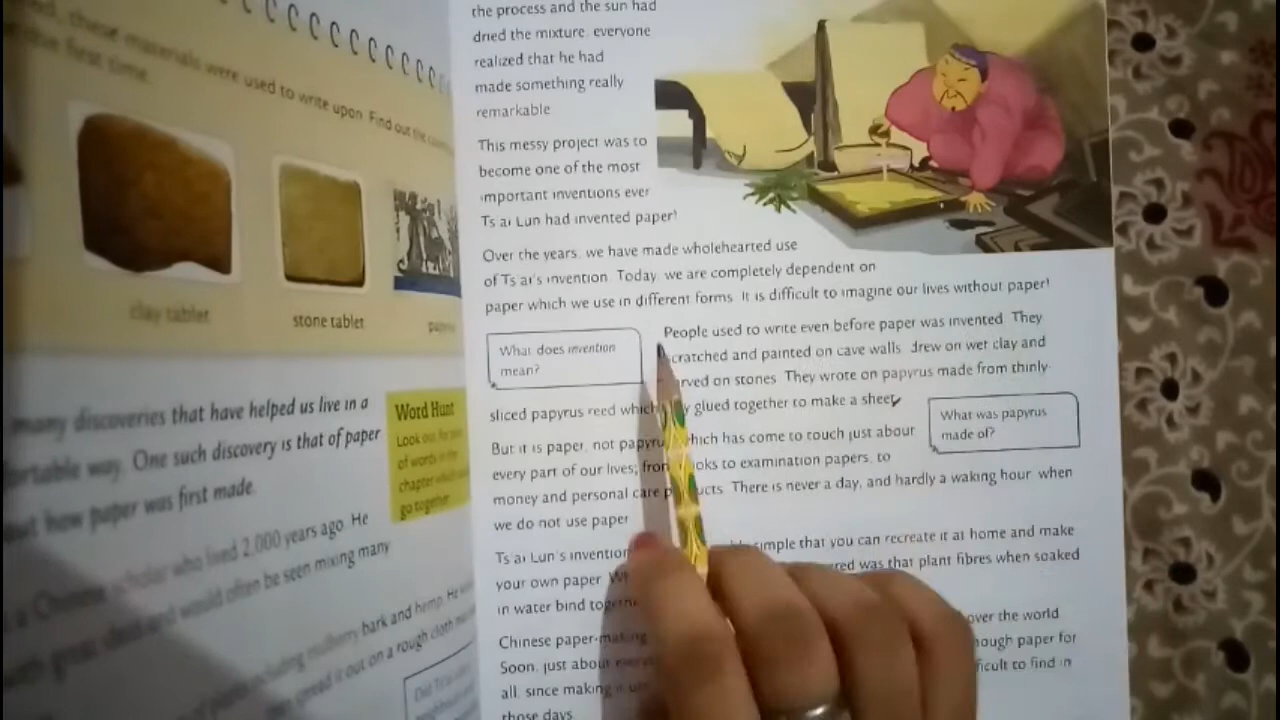 these materials were used to write upon. Find out the
the first time.
clay tablet
stone tablet
many discoveries that have helped us live in a
way. One such discovery is that of paper
how paper was first made.
Word Hunt
of words in the
chapter which
go together
a Chinese scholar who lived 2,000 years ago. He
and would often be seen mixing many
including mulberry bark and hemp. He
spread it out on a rough cloth
the process and the sun had
dried the mixture, everyone
realized that he had
made something really
remarkable
This messy project was to
become one of the most
important inventions ever
Ts'ai Lun had invented paper!
Over the years, we have made wholehearted use
of Ts'ai's invention. Today, we are completely dependent on
paper which we use in different forms. It is difficult to imagine our lives without paper!
What does invention
mean?
People used to write even before paper was invented. They
scratched and painted on cave walls, drew on wet clay and
carved on stones. They wrote on papyrus made from thinly-
sliced papyrus reed which glued together to make a sheet
What was papyrus
made of?
But it is paper, not papyrus which has come to touch just about
every part of our lives; from books to examination papers, to
money and personal care products. There is never a day, and hardly a waking hour, when
we do not use paper
Ts'ai Lun's invention simple that you can recreate it at home and make
your own paper. was that plant fibres when soaked
in water bind together
Chinese paper-making over the world
Soon, just about enough paper for
all, since making it difficult to find in
those days